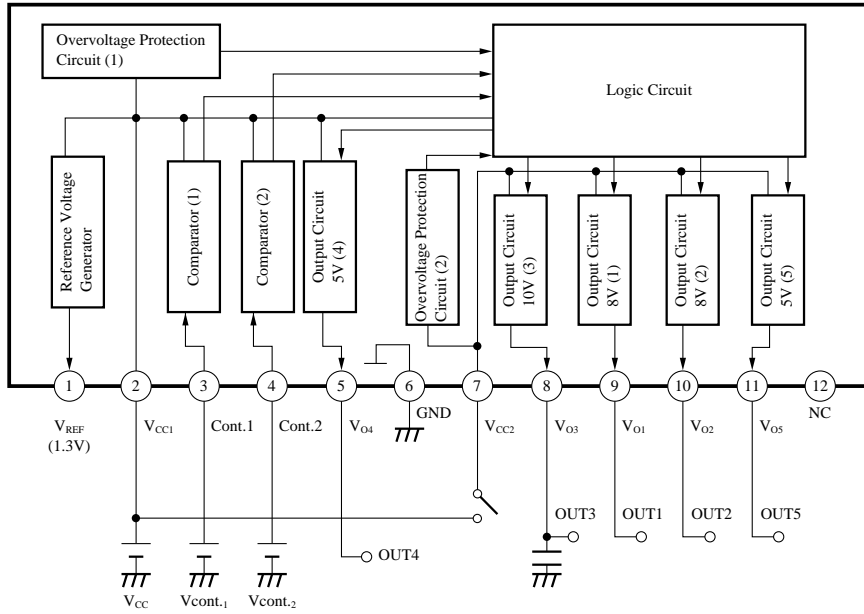 Overvoltage Protection
Circuit (1)
Logic Circuit
Reference Voltage
Generator
Comparator (1)
Comparator (2)
Output Circuit
5V (4)
Overvoltage Protection
Circuit (2)
Output Circuit
10V (3)
Output Circuit
8V (1)
Output Circuit
8V (2)
Output Circuit
5V (5)
1
2
3
4
5
6
7
8
9
10
11
12
VREF
(1.3V)
VCC1
Cont.1
Cont.2
VO4
GND
VCC2
VO3
VO1
VO2
VO5
NC
OUT4
OUT3
OUT1
OUT2
OUT5
VCC
Vcont.1
Vcont.2